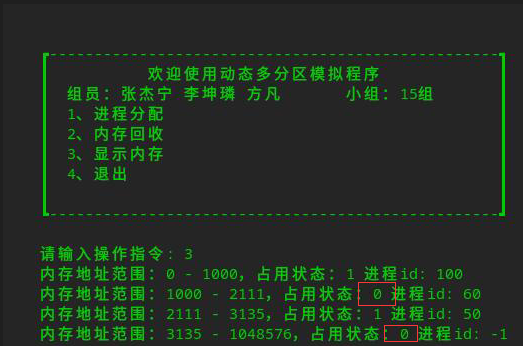 欢迎使用动态多分区模拟程序
组员：张杰宁 李坤璘 方凡 小组：15组
1、进程分配
2、内存回收
3、显示内存
4、退出
请输入操作指令：3
内存地址范围：0 - 1000，占用状态：1 进程id：100
内存地址范围：1000 - 2111，占用状态：0 进程id：60
内存地址范围：2111 - 3135，占用状态：1 进程id：50
内存地址范围：3135 - 1048576，占用状态：0 进程id：-1